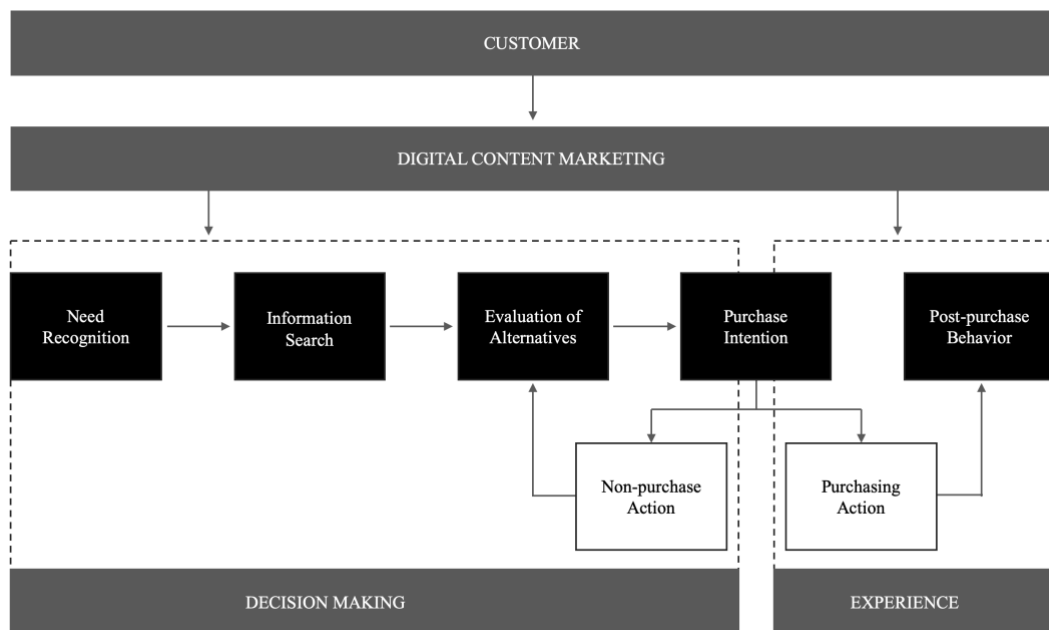 CUSTOMER
DIGITAL CONTENT MARKETING
Need
Recognition
Information
Search
Evaluation of
Alternatives
Purchase
Intention
Post-purchase
Behavior
Non-purchase
Action
Purchasing
Action
DECISION MAKING
EXPERIENCE